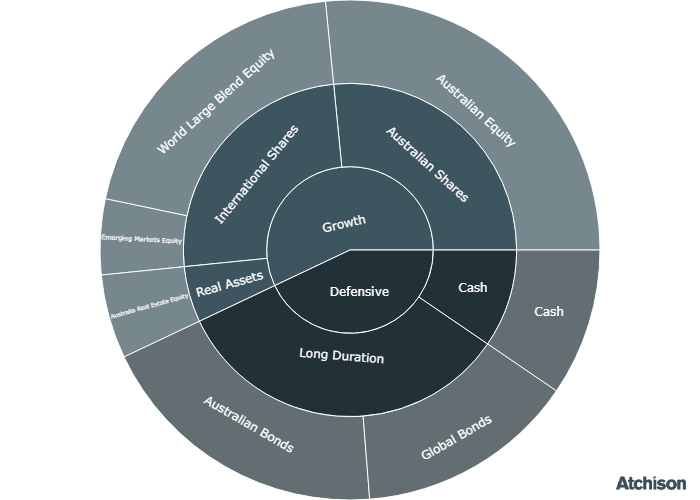 World Large Blend Equity
Australian Equity
International Shares
Australian Shares
Growth
Emerging Markets Equity
Real Assets
Australia Real Estate Equity
Defensive
Cash
Cash
Long Duration
Australian Bonds
Global Bonds
Atchison